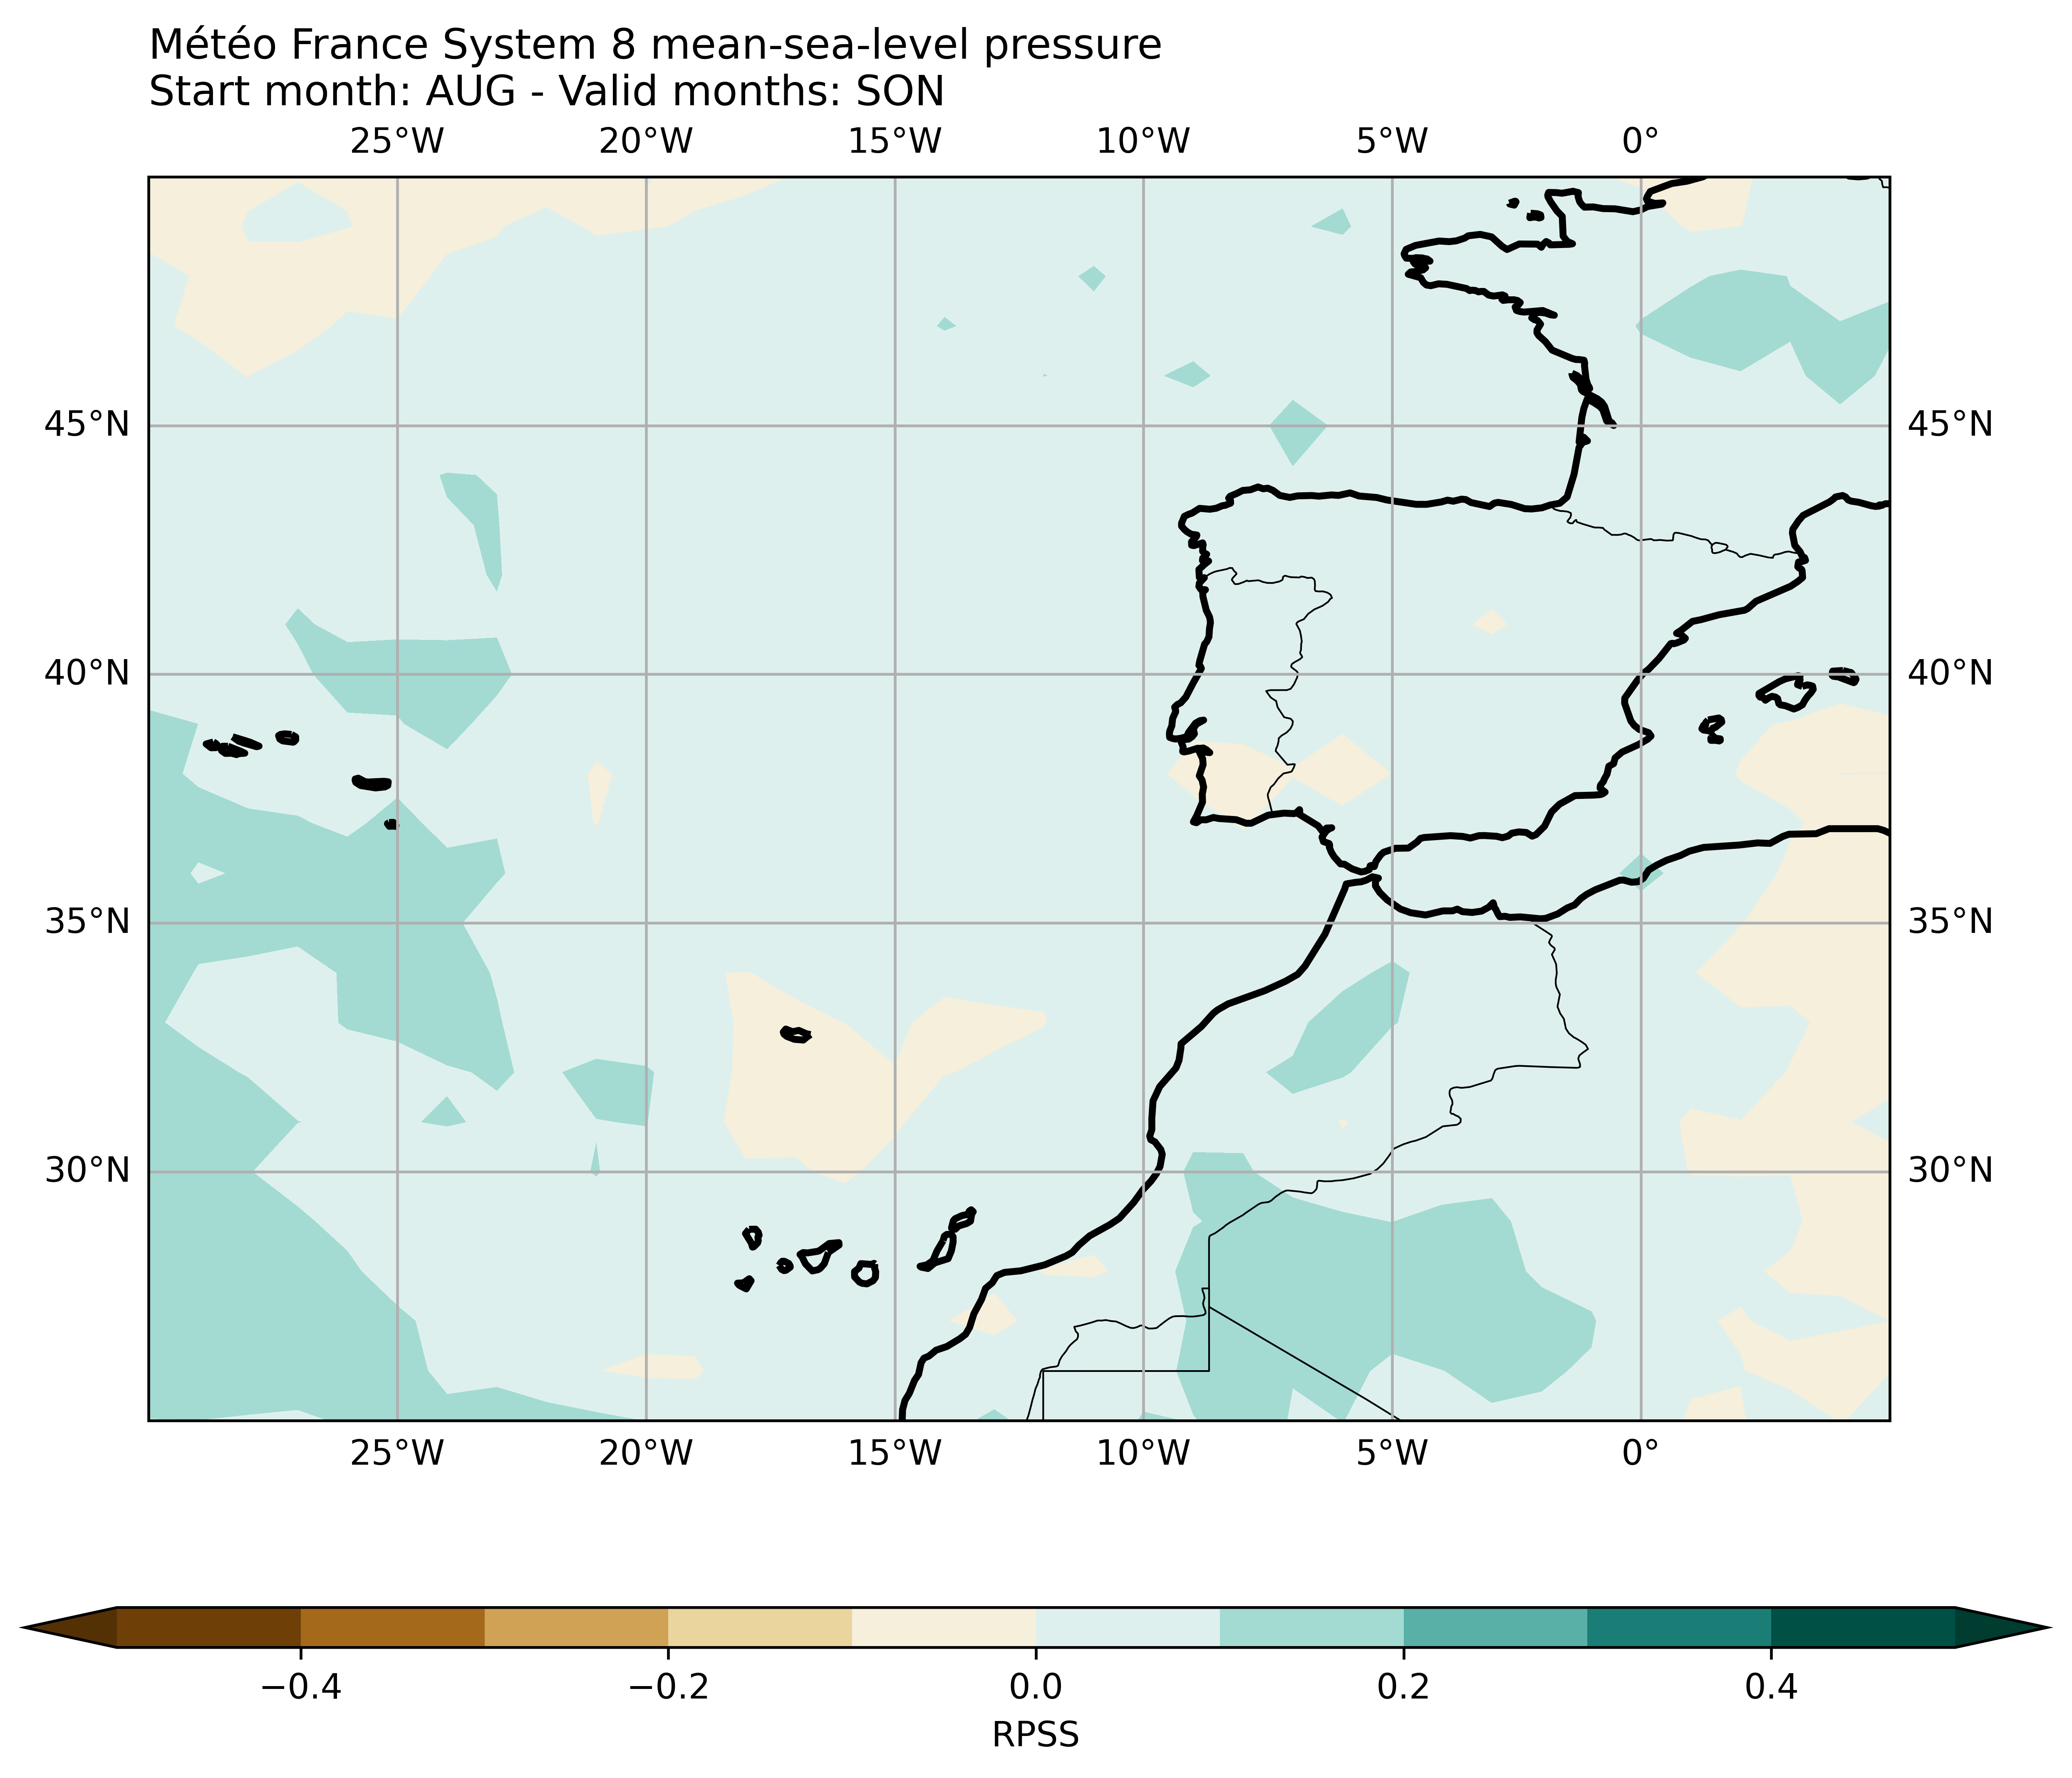 Météo France System 8 mean-sea-level pressure
Start month: AUG - Valid months: SON
25°W 20°W 15°W 10°W 5°W 0°
45°N 45°N
40°N 40°N
35°N 35°N
30°N 30°N
25°W 20°W 15°W 10°W 5°W 0°
−0.4 −0.2 0.0 0.2 0.4
RPSS